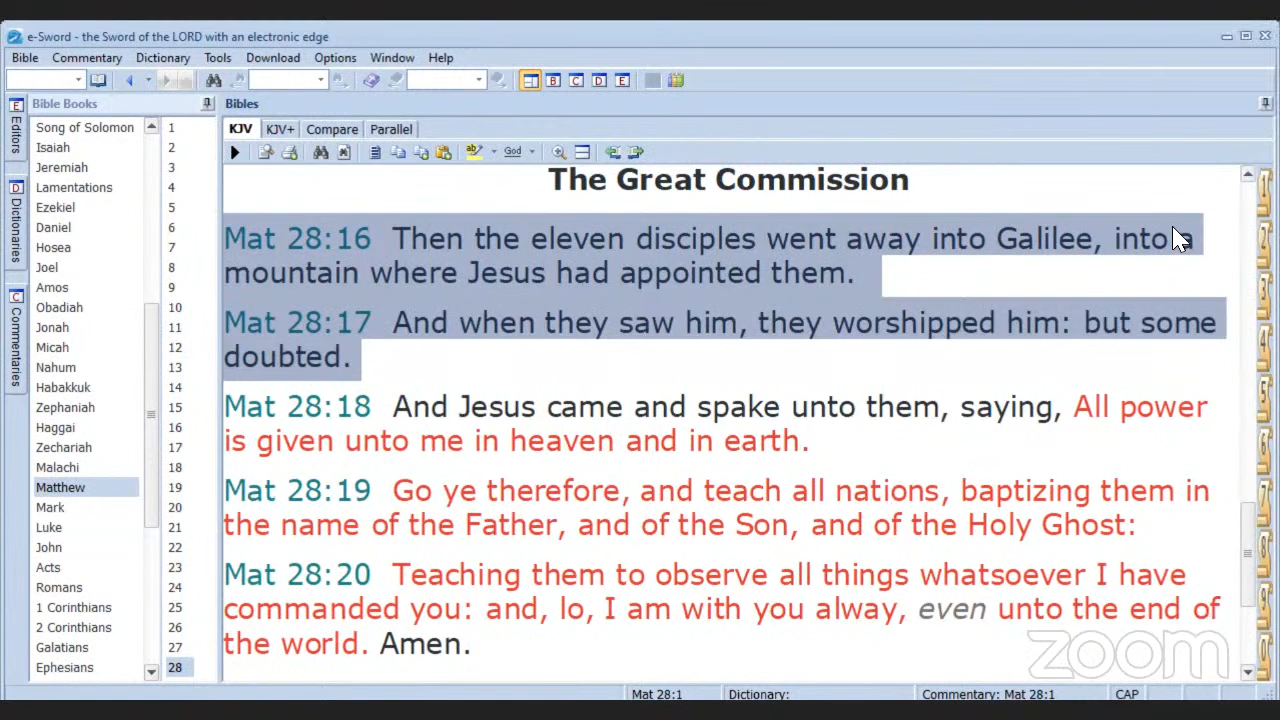 e-Sword - the Sword of the LORD with an electronic edge
Bible Commentary Dictionary Tools Download Options Window Help
B C D E
Bible Books
Bibles
E Editors
D Dictionaries
C Commentaries
KJV KJV+ Compare Parallel
God
Song of Solomon 1
Isaiah 2
Jeremiah 3
Lamentations 4
Ezekiel 5
Daniel 6
Hosea 7
Joel 8
Amos 9
Obadiah 10
Jonah 11
Micah 12
Nahum 13
Habakkuk 14
Zephaniah 15
Haggai 16
Zechariah 17
Malachi 18
Matthew 19
Mark 20
Luke 21
John 22
Acts 23
Romans 24
1 Corinthians 25
2 Corinthians 26
Galatians 27
Ephesians 28
The Great Commission
Mat 28:16 Then the eleven disciples went away into Galilee, into a
mountain where Jesus had appointed them.
Mat 28:17 And when they saw him, they worshipped him: but some
doubted.
Mat 28:18 And Jesus came and spake unto them, saying, All power
is given unto me in heaven and in earth.
Mat 28:19 Go ye therefore, and teach all nations, baptizing them in
the name of the Father, and of the Son, and of the Holy Ghost:
Mat 28:20 Teaching them to observe all things whatsoever I have
commanded you: and, lo, I am with you alway, even unto the end of
the world. Amen.
1
2
3
4
5
6
7
8
9
0
zoom
Mat 28:1 Dictionary: Commentary: Mat 28:1 CAP